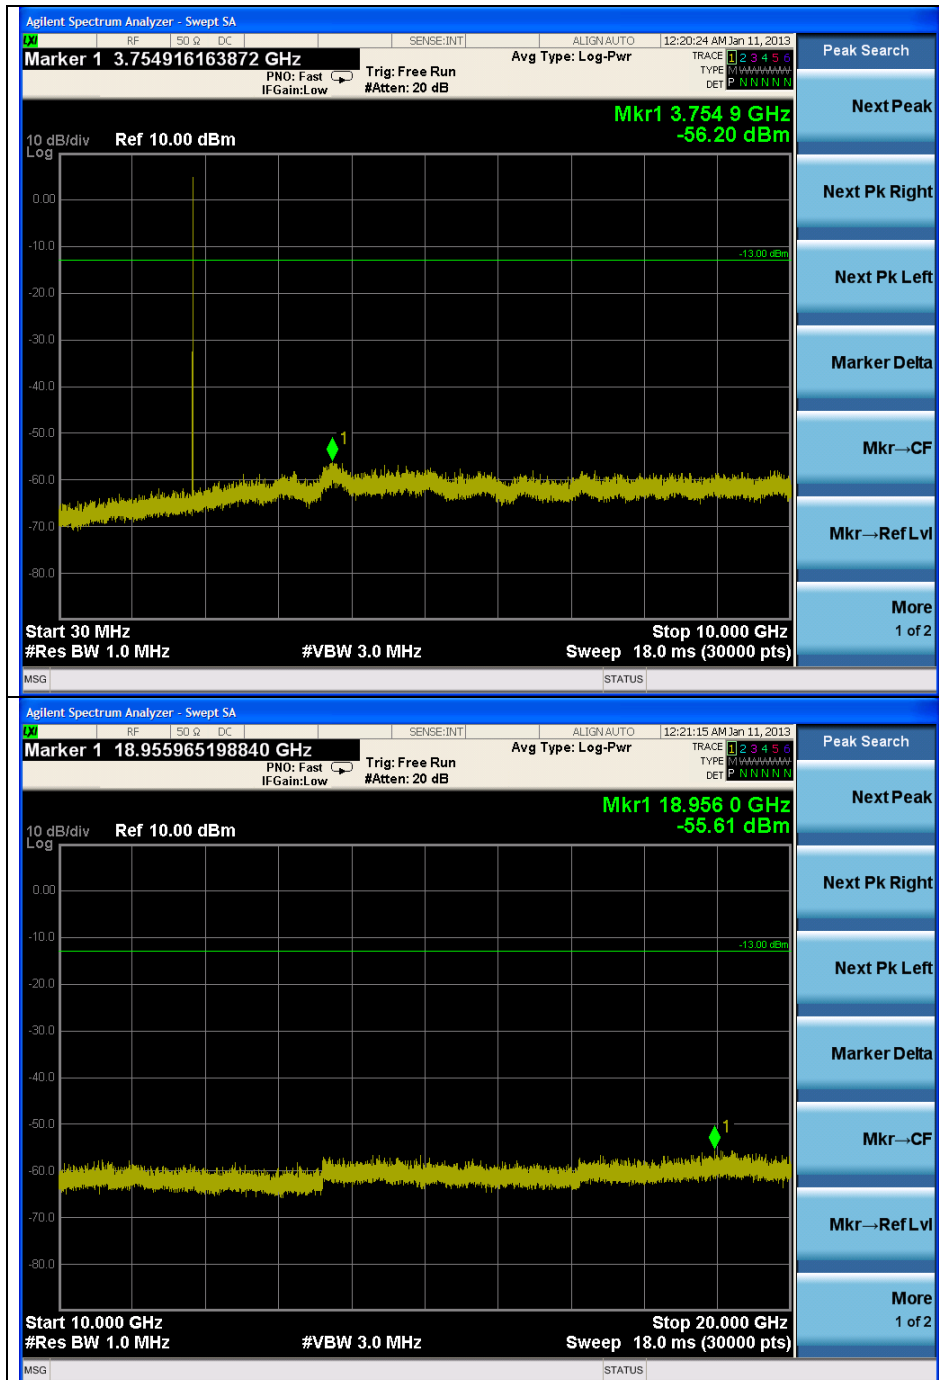 Agilent Spectrum Analyzer - Swept SA
LXI RF 50 Ω DC SENSE:INT ALIGN AUTO 12:20:24 AM Jan 11, 2013
Marker 1 3.754916163872 GHz Avg Type: Log-Pwr TRACE 1 2 3 4 5 6
PNO: Fast Trig: Free Run TYPE M
IFGain:Low #Atten: 20 dB DET P N N N N N
Peak Search
Mkr1 3.754 9 GHz
-56.20 dBm
10 dB/div Ref 10.00 dBm
Log
0.00
-10.0
-13.00 dBm
-20.0
-30.0
-40.0
-50.0
1
-60.0
-70.0
-80.0
Start 30 MHz Stop 10.000 GHz
#Res BW 1.0 MHz #VBW 3.0 MHz Sweep 18.0 ms (30000 pts)
MSG STATUS
Next Peak
Next Pk Right
Next Pk Left
Marker Delta
Mkr→CF
Mkr→Ref Lvl
More
1 of 2
Agilent Spectrum Analyzer - Swept SA
LXI RF 50 Ω DC SENSE:INT ALIGN AUTO 12:21:15 AM Jan 11, 2013
Marker 1 18.955965198840 GHz Avg Type: Log-Pwr TRACE 1 2 3 4 5 6
PNO: Fast Trig: Free Run TYPE M
IFGain:Low #Atten: 20 dB DET P N N N N N
Peak Search
Mkr1 18.956 0 GHz
-55.61 dBm
10 dB/div Ref 10.00 dBm
Log
0.00
-10.0
-13.00 dBm
-20.0
-30.0
-40.0
-50.0
1
-60.0
-70.0
-80.0
Start 10.000 GHz Stop 20.000 GHz
#Res BW 1.0 MHz #VBW 3.0 MHz Sweep 18.0 ms (30000 pts)
MSG STATUS
Next Peak
Next Pk Right
Next Pk Left
Marker Delta
Mkr→CF
Mkr→Ref Lvl
More
1 of 2